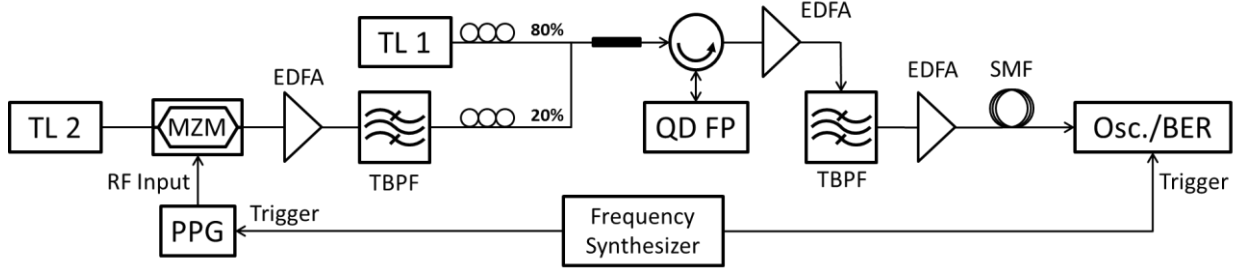 TL 1
80%
EDFA
EDFA
EDFA
SMF
TL 2
MZM
20%
QD FP
Osc./BER
RF Input
TBPF
TBPF
Trigger
PPG
Trigger
Frequency
Synthesizer